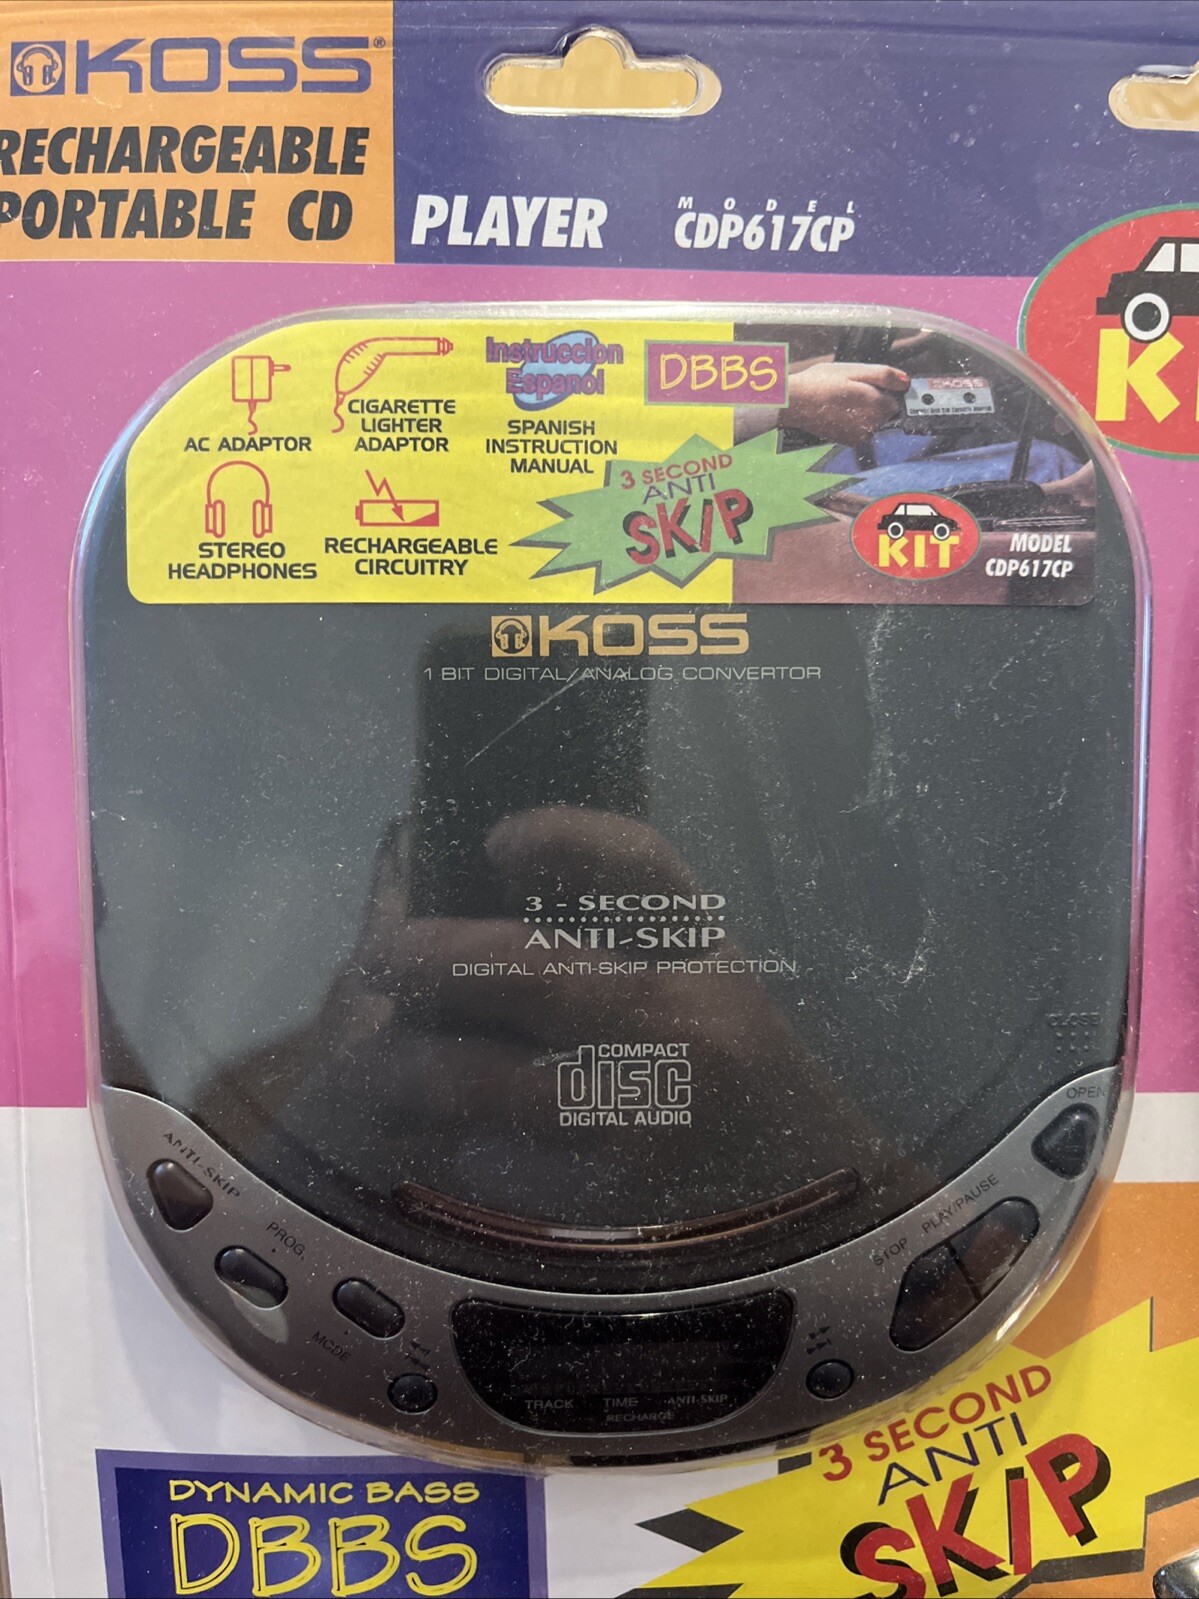 KOSS®
RECHARGEABLE
PORTABLE CD
PLAYER
MODEL
CDP617CP
KI
AC ADAPTOR
CIGARETTE
LIGHTER
ADAPTOR
Instruccion
Espanol
SPANISH
INSTRUCTION
MANUAL
DBBS
KOSS
STEREO
HEADPHONES
RECHARGEABLE
CIRCUITRY
3 SECOND
ANTI
SKIP
KIT
MODEL
CDP617CP
KOSS
1 BIT DIGITAL/ANALOG CONVERTOR
3 - SECOND
ANTI-SKIP
DIGITAL ANTI-SKIP PROTECTION
COMPACT
disc
DIGITAL AUDIO
CLOSE
OPEN
ANTI-SKIP
PROG.
MODE
STOP
PLAY/PAUSE
TRACK TIME ANTI-SKIP
RECHARGE
DYNAMIC BASS
DBBS
3 SECOND
ANTI
SKIP